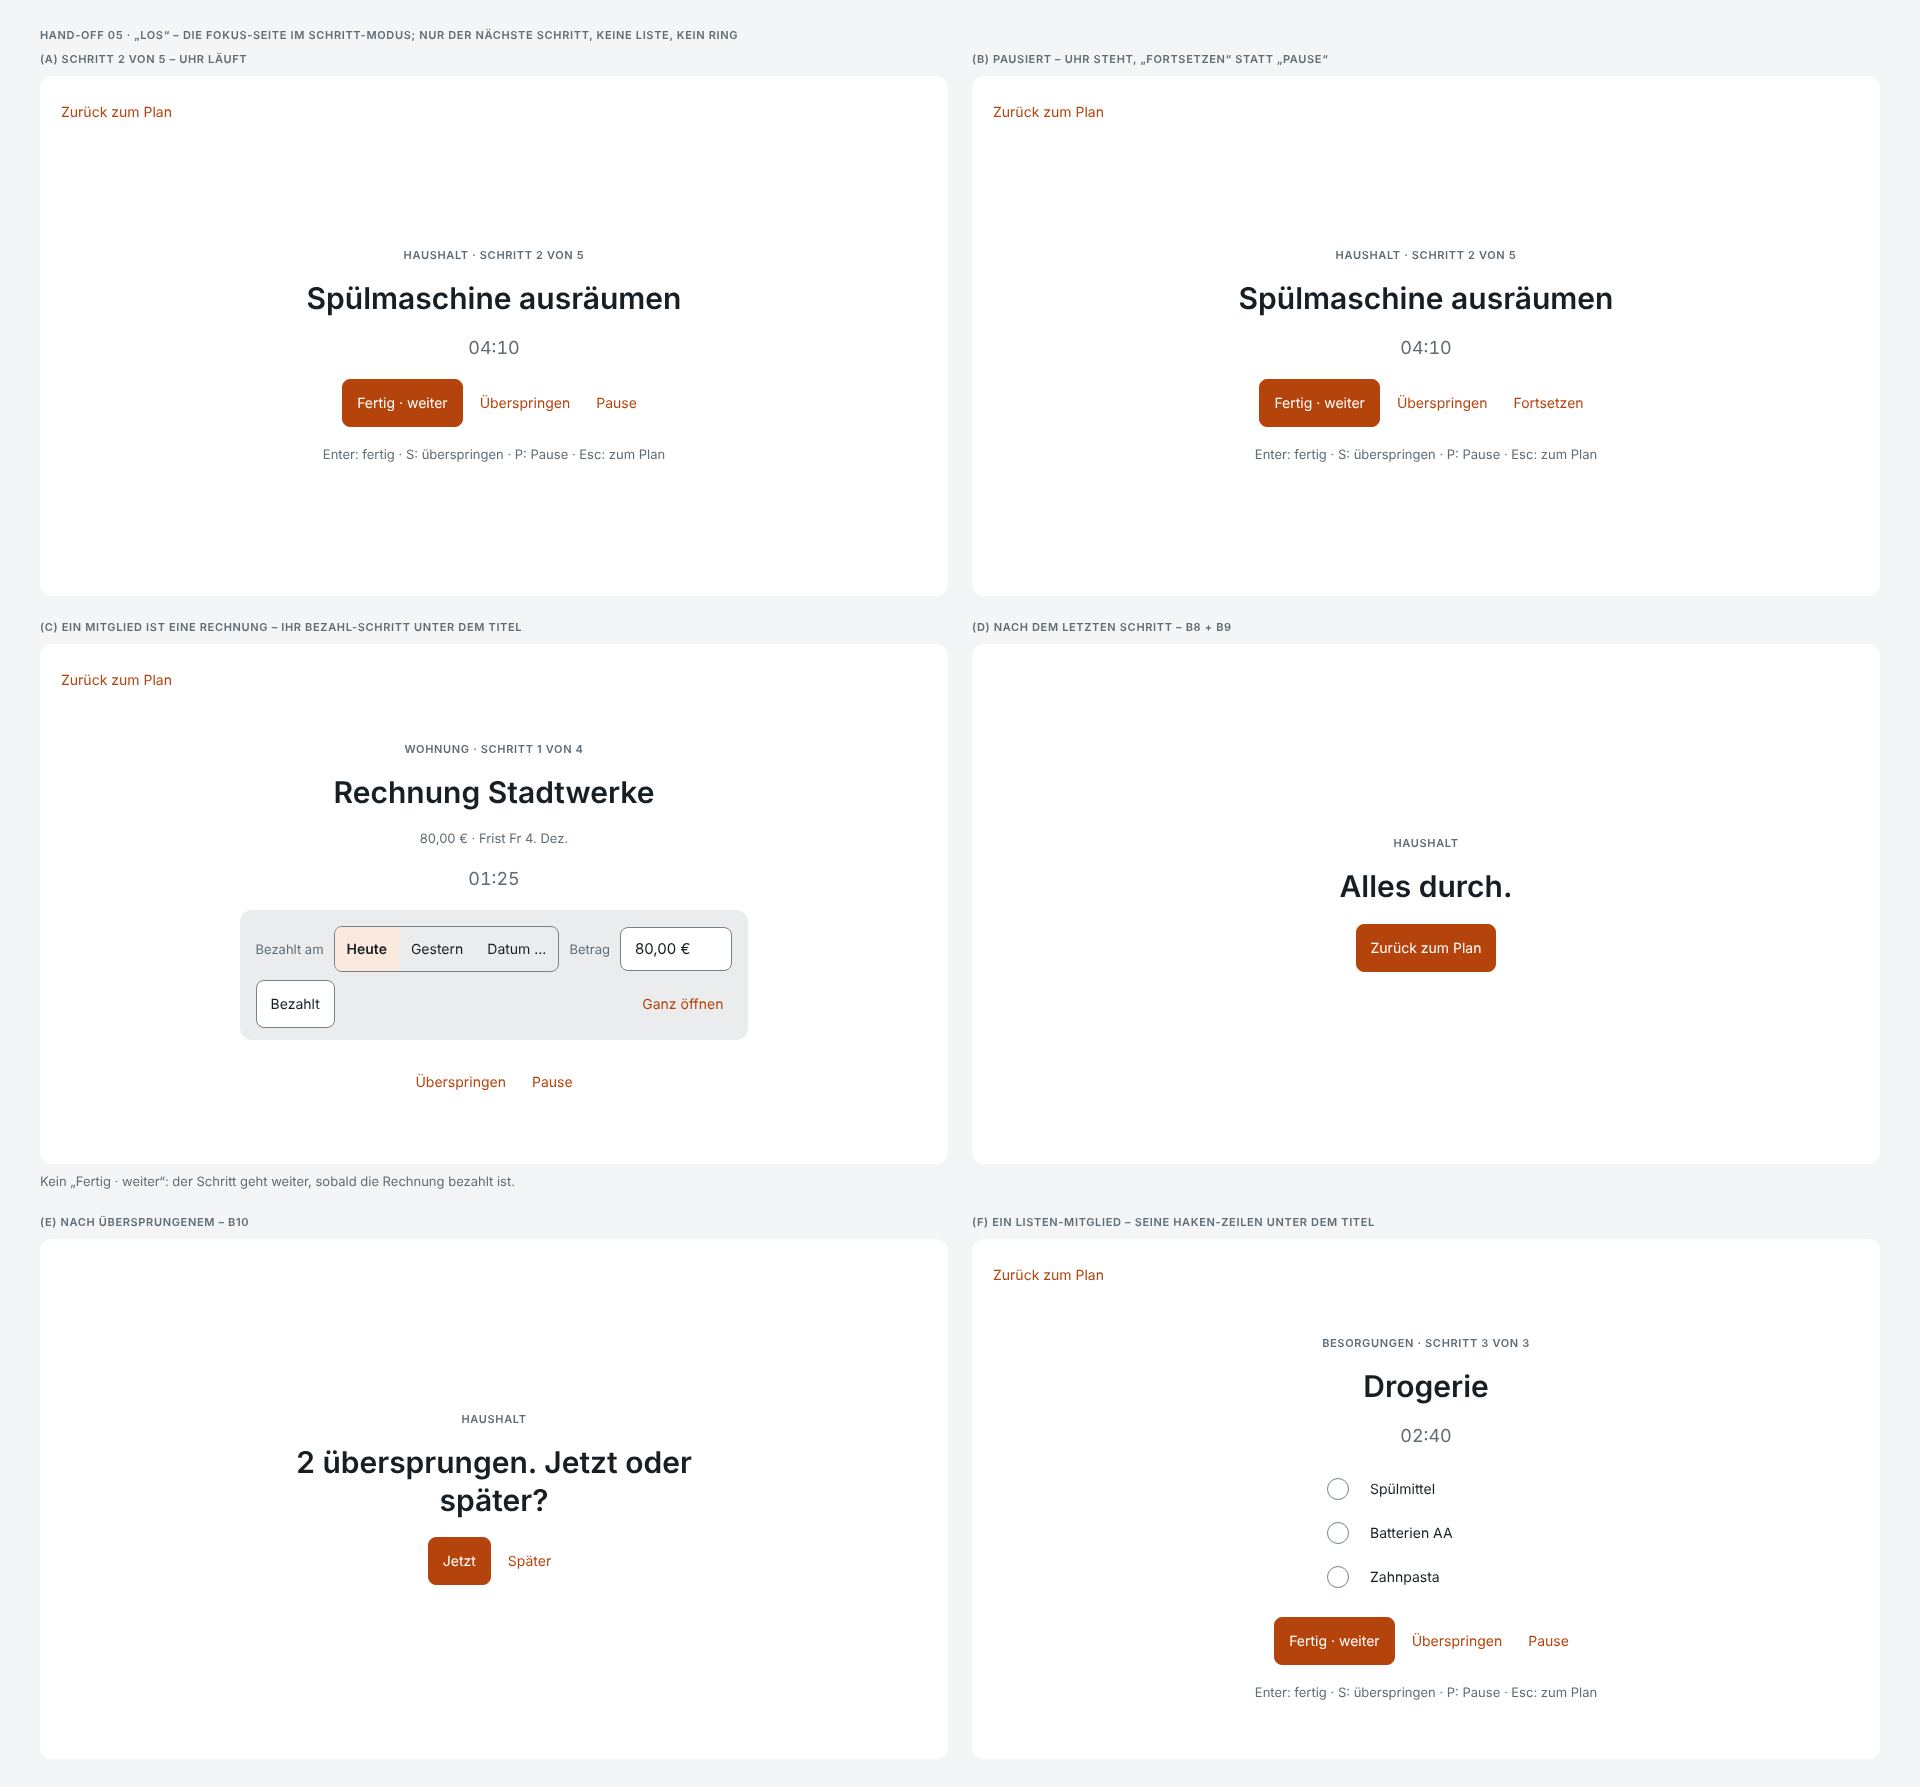 HAND-OFF 05 · „LOS“ – DIE FOKUS-SEITE IM SCHRITT-MODUS; NUR DER NÄCHSTE SCHRITT, KEINE LISTE, KEIN RING
(A) SCHRITT 2 VON 5 – UHR LÄUFT
Zurück zum Plan
HAUSHALT · SCHRITT 2 VON 5
Spülmaschine ausräumen
04:10
Fertig · weiter Überspringen Pause
Enter: fertig · S: überspringen · P: Pause · Esc: zum Plan
(B) PAUSIERT – UHR STEHT, „FORTSETZEN“ STATT „PAUSE“
Zurück zum Plan
HAUSHALT · SCHRITT 2 VON 5
Spülmaschine ausräumen
04:10
Fertig · weiter Überspringen Fortsetzen
Enter: fertig · S: überspringen · P: Pause · Esc: zum Plan
(C) EIN MITGLIED IST EINE RECHNUNG – IHR BEZAHL-SCHRITT UNTER DEM TITEL
Zurück zum Plan
WOHNUNG · SCHRITT 1 VON 4
Rechnung Stadtwerke
80,00 € · Frist Fr 4. Dez.
01:25
Bezahlt am Heute Gestern Datum ... Betrag 80,00 €
Bezahlt Ganz öffnen
Überspringen Pause
Kein „Fertig · weiter“: der Schritt geht weiter, sobald die Rechnung bezahlt ist.
(D) NACH DEM LETZTEN SCHRITT – B8 + B9
HAUSHALT
Alles durch.
Zurück zum Plan
(E) NACH ÜBERSPRUNGENEM – B10
HAUSHALT
2 übersprungen. Jetzt oder
später?
Jetzt Später
(F) EIN LISTEN-MITGLIED – SEINE HAKEN-ZEILEN UNTER DEM TITEL
Zurück zum Plan
BESORGUNGEN · SCHRITT 3 VON 3
Drogerie
02:40
Spülmittel
Batterien AA
Zahnpasta
Fertig · weiter Überspringen Pause
Enter: fertig · S: überspringen · P: Pause · Esc: zum Plan